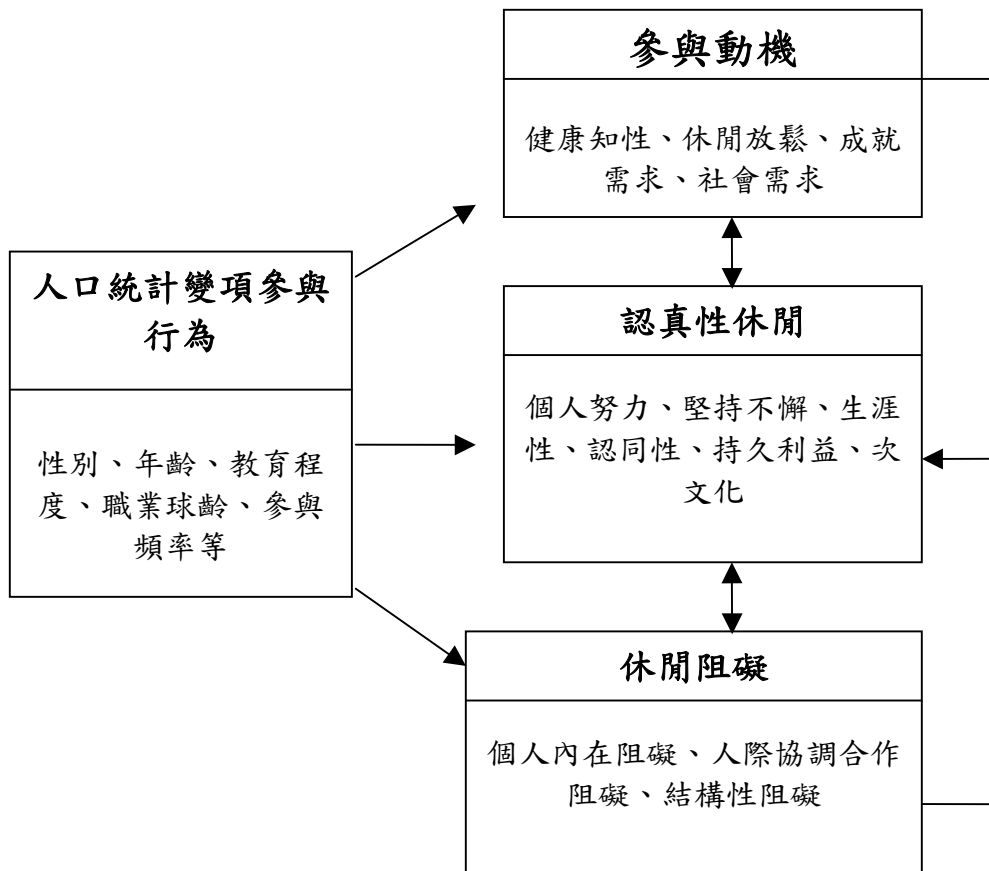 參與動機
健康知性、休閒放鬆、成就
需求、社會需求
人口統計變項參與
行為
性別、年齡、教育程
度、職業球齡、參與
頻率等
認真性休閒
個人努力、堅持不懈、生涯
性、認同性、持久利益、次
文化
休閒阻礙
個人內在阻礙、人際協調合作
阻礙、結構性阻礙